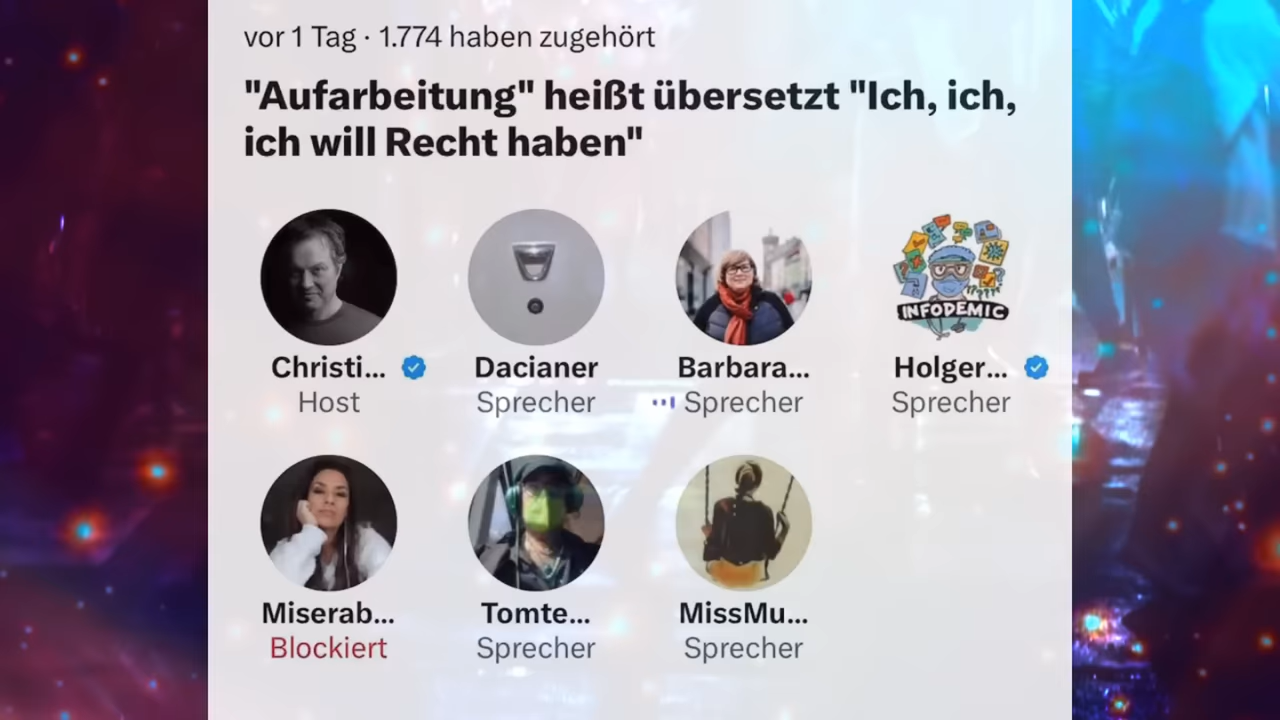 vor 1 Tag · 1.774 haben zugehört
"Aufarbeitung" heißt übersetzt "Ich, ich,
ich will Recht haben"
INFODEMIC
Christi... Dacianer Barbara... Holger...
Host Sprecher Sprecher Sprecher
Miserab... Tomte... MissMu...
Blockiert Sprecher Sprecher